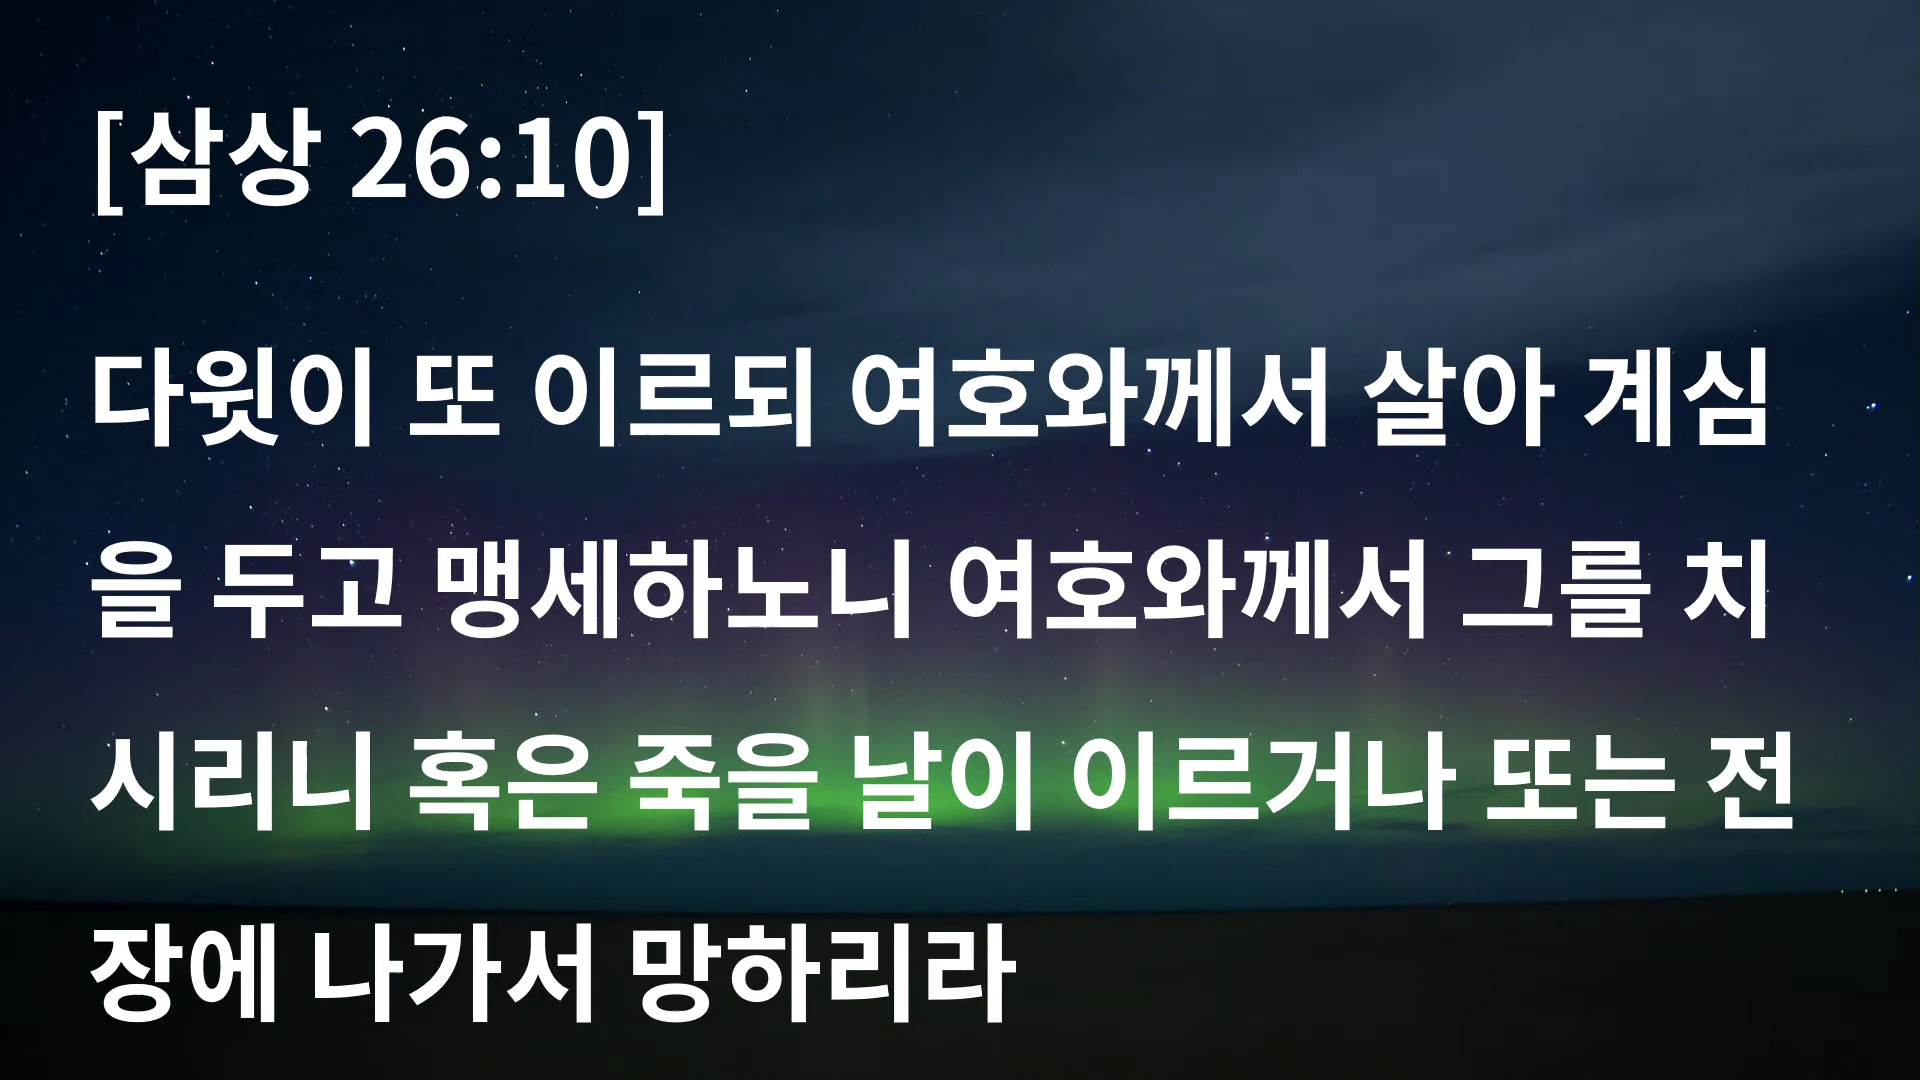 [삼상 26:10]
다윗이 또 이르되 여호와께서 살아 계심
을 두고 맹세하노니 여호와께서 그를 치
시리니 혹은 죽을 날이 이르거나 또는 전
장에 나가서 망하리라